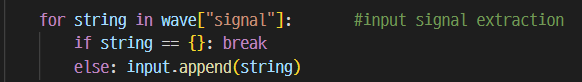 for string in wave["signal"]:        #input signal extraction
    if string == {}: break
    else: input.append(string)